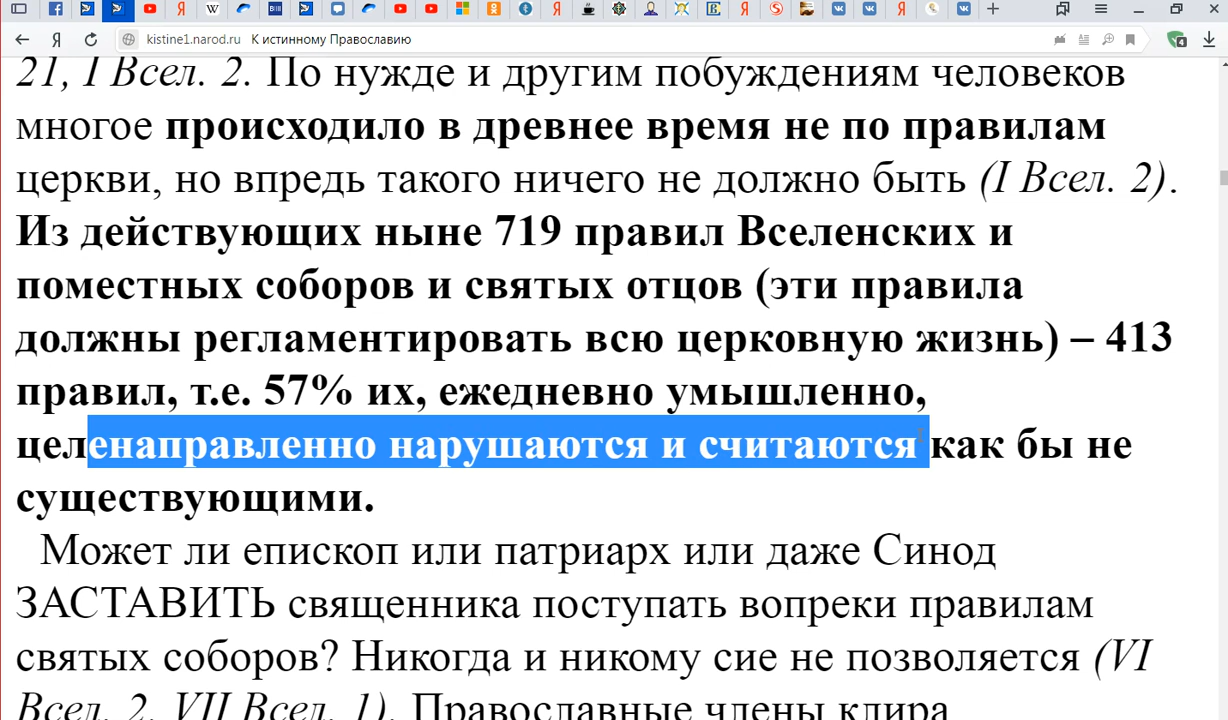 kistine1.narod.ru К истинному Православию
4
21, I Всел. 2. По нужде и другим побуждениям человеков
многое происходило в древнее время не по правилам
церкви, но впредь такого ничего не должно быть (I Всел. 2).
Из действующих ныне 719 правил Вселенских и
поместных соборов и святых отцов (эти правила
должны регламентировать всю церковную жизнь) – 413
правил, т.е. 57% их, ежедневно умышленно,
целенаправленно нарушаются и считаются как бы не
существующими.
Может ли епископ или патриарх или даже Синод
ЗАСТАВИТЬ священника поступать вопреки правилам
святых соборов? Никогда и никому сие не позволяется (VI
Всел. 2, VII Всел. 1). Православные члены клира